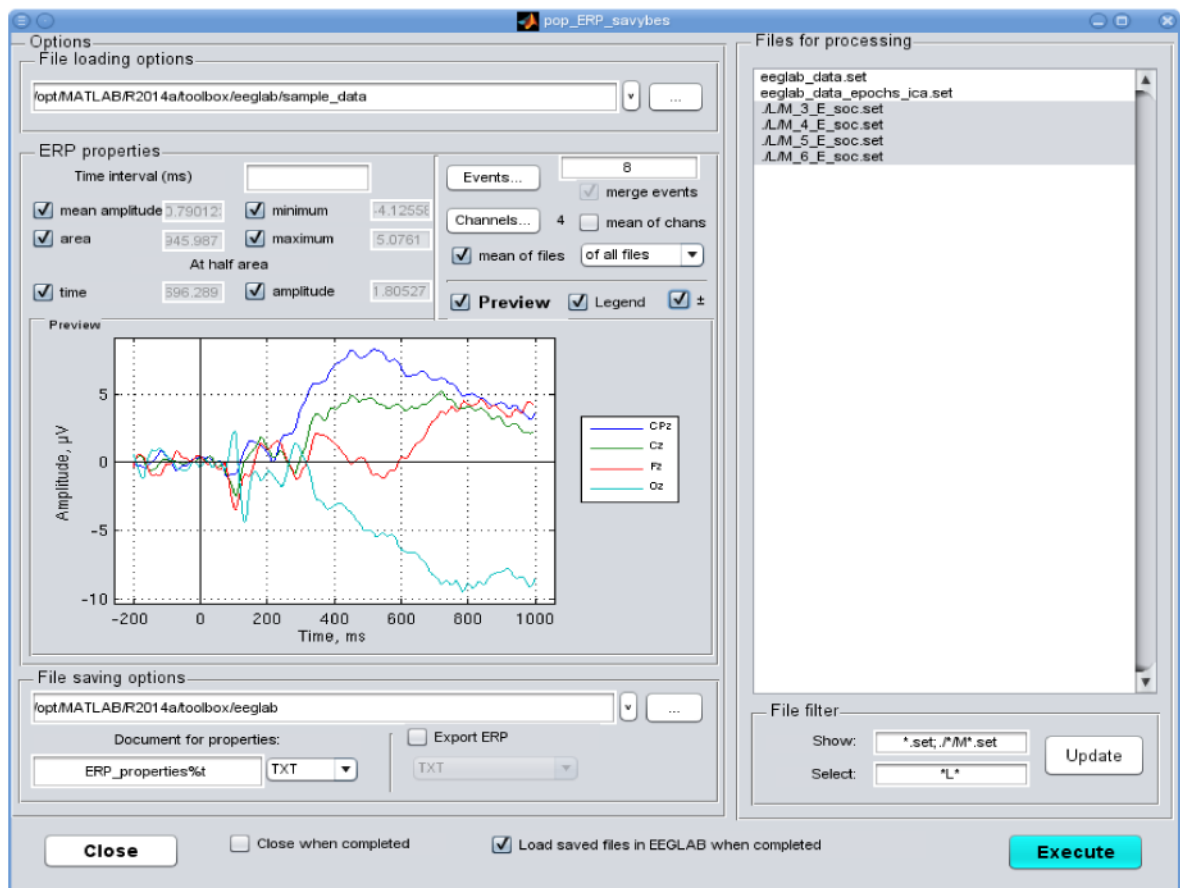 pop_ERP_savybes
Options
File loading options
/opt/MATLAB/R2014a/toolbox/eeglab/sample_data
v
...
ERP properties
Time interval (ms)
mean amplitude
minimum
-4.12558
area
945.987
maximum
5.0761
At half area
time
696.289
amplitude
1.80527
Events...
8
merge events
Channels...
4
mean of chans
mean of files
of all files
Preview
Legend
±
Preview
Amplitude, µV
5
0
-5
-10
-200
0
200
400
600
800
1000
Time, ms
CPz
Cz
Fz
Oz
File saving options
/opt/MATLAB/R2014a/toolbox/eeglab
v
...
Document for properties:
ERP_properties%t
TXT
Export ERP
TXT
Files for processing
eeglab_data.set
eeglab_data_epochs_ica.set
./L/M_3_E_soc.set
./L/M_4_E_soc.set
./L/M_5_E_soc.set
./L/M_6_E_soc.set
File filter
Show:
*.set;./*/M*.set
Select:
*L*
Update
Close
Close when completed
Load saved files in EEGLAB when completed
Execute